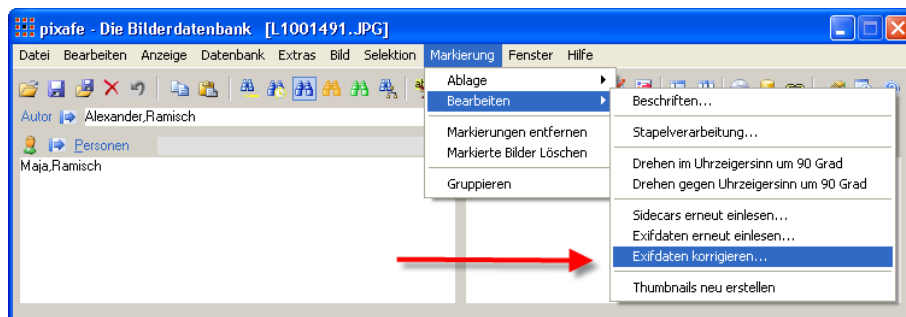 pixafe - Die Bilderdatenbank [L1001491.JPG]
Datei Bearbeiten Anzeige Datenbank Extras Bild Selektion Markierung Fenster Hilfe
Autor Alexander,Ramisch
Personen
Maja,Ramisch
Ablage
Bearbeiten
Markierungen entfernen
Markierte Bilder Löschen
Gruppieren
Beschriften...
Stapelverarbeitung...
Drehen im Uhrzeigersinn um 90 Grad
Drehen gegen Uhrzeigersinn um 90 Grad
Sidecars erneut einlesen...
Exifdaten erneut einlesen...
Exifdaten korrigieren...
Thumbnails neu erstellen